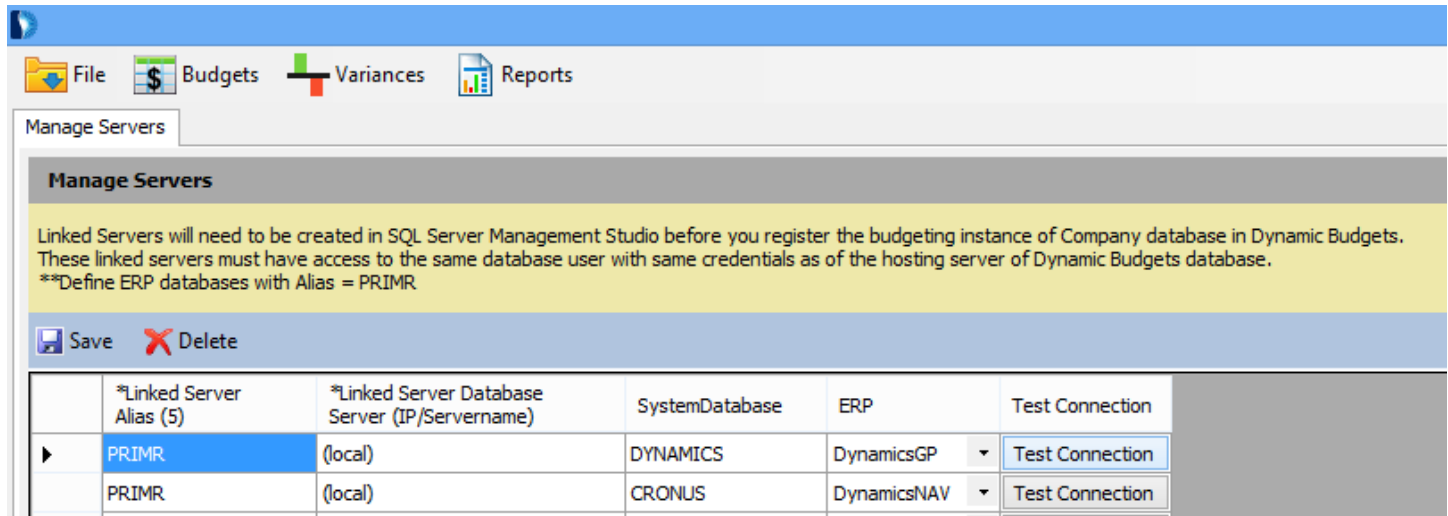 File Budgets Variances Reports
Manage Servers
Manage Servers
Linked Servers will need to be created in SQL Server Management Studio before you register the budgeting instance of Company database in Dynamic Budgets.
These linked servers must have access to the same database user with same credentials as of the hosting server of Dynamic Budgets database.
**Define ERP databases with Alias = PRIMR
Save Delete
*Linked Server Alias (5) *Linked Server Database Server (IP/Servername) SystemDatabase ERP Test Connection
PRIMR (local) DYNAMICS DynamicsGP Test Connection
PRIMR (local) CRONUS DynamicsNAV Test Connection